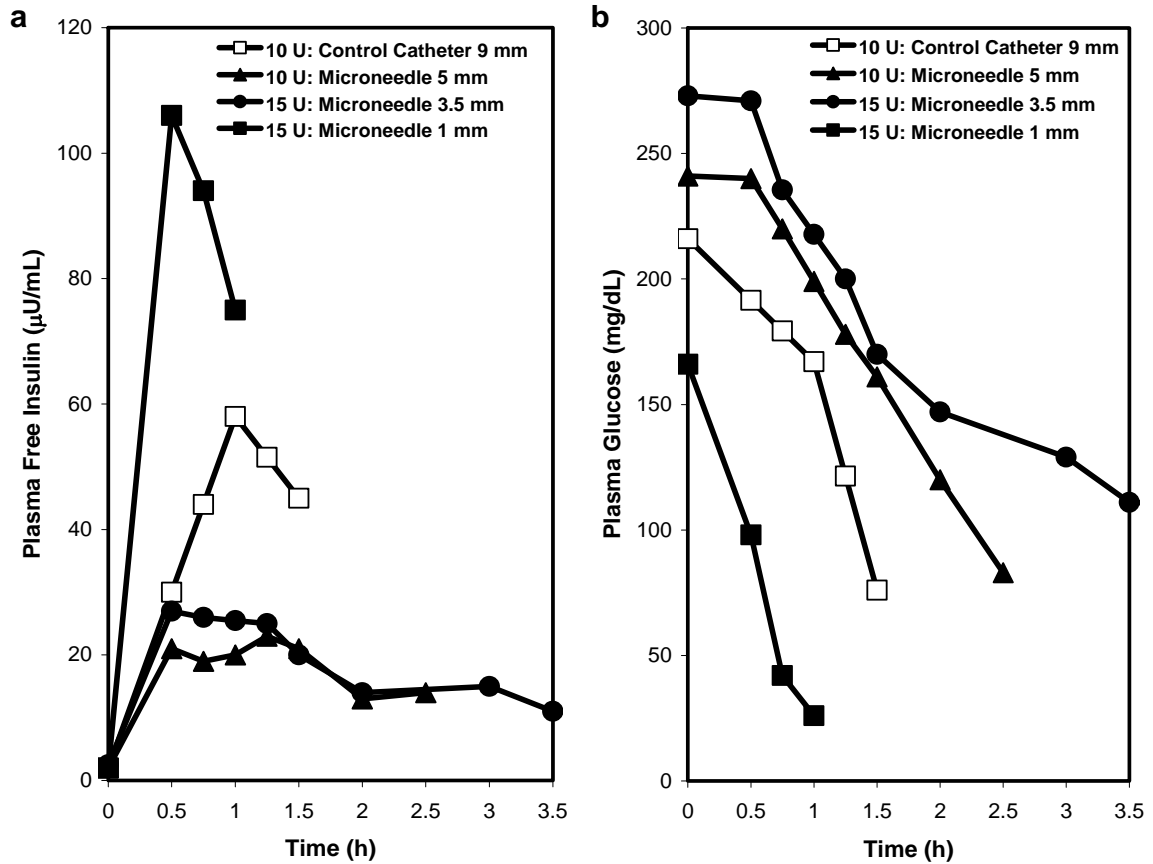 a
120
100
80
60
40
20
0
Plasma Free Insulin (μU/mL)
10 U: Control Catheter 9 mm
10 U: Microneedle 5 mm
15 U: Microneedle 3.5 mm
15 U: Microneedle 1 mm
0 0.5 1 1.5 2 2.5 3 3.5
Time (h)
b
300
250
200
150
100
50
0
Plasma Glucose (mg/dL)
10 U: Control Catheter 9 mm
10 U: Microneedle 5 mm
15 U: Microneedle 3.5 mm
15 U: Microneedle 1 mm
0 0.5 1 1.5 2 2.5 3 3.5
Time (h)